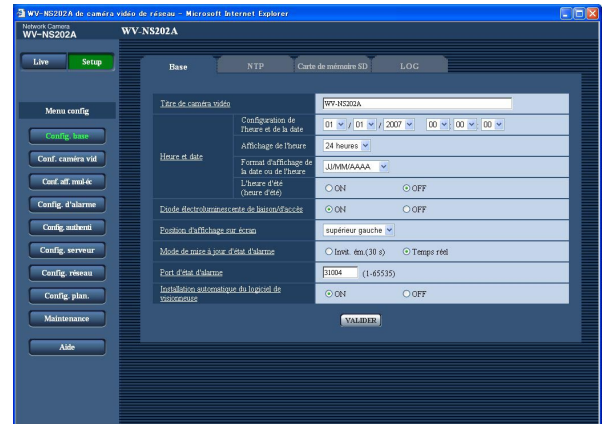 WV-NS202A de caméra vidéo de réseau - Microsoft Internet Explorer
Network Camera
WV-NS202A
WV-NS202A
Live Setup
Base NTP Carte de mémoire SD LOG
Menu config
Config. base
Conf. caméra vid
Conf. aff. mul-éc
Config. d'alarme
Config. authenti
Config. serveur
Config. réseau
Config. plan.
Maintenance
Aide
Titre de caméra vidéo WV-NS202A
Heure et date
Configuration de l'heure et de la date 01 / 01 / 2007 00 : 00 : 00
Affichage de l'heure 24 heures
Format d'affichage de la date ou de l'heure JJ/MM/AAAA
L'heure d'été (heure d'été) ON OFF
Diode électroluminescente de liaison/d'accès ON OFF
Position d'affichage sur écran supérieur gauche
Mode de mise à jour d'état d'alarme Invit. ém.(30 s) Temps réel
Port d'état d'alarme 31004 (1-65535)
Installation automatique du logiciel de visionneuse ON OFF
VALIDER